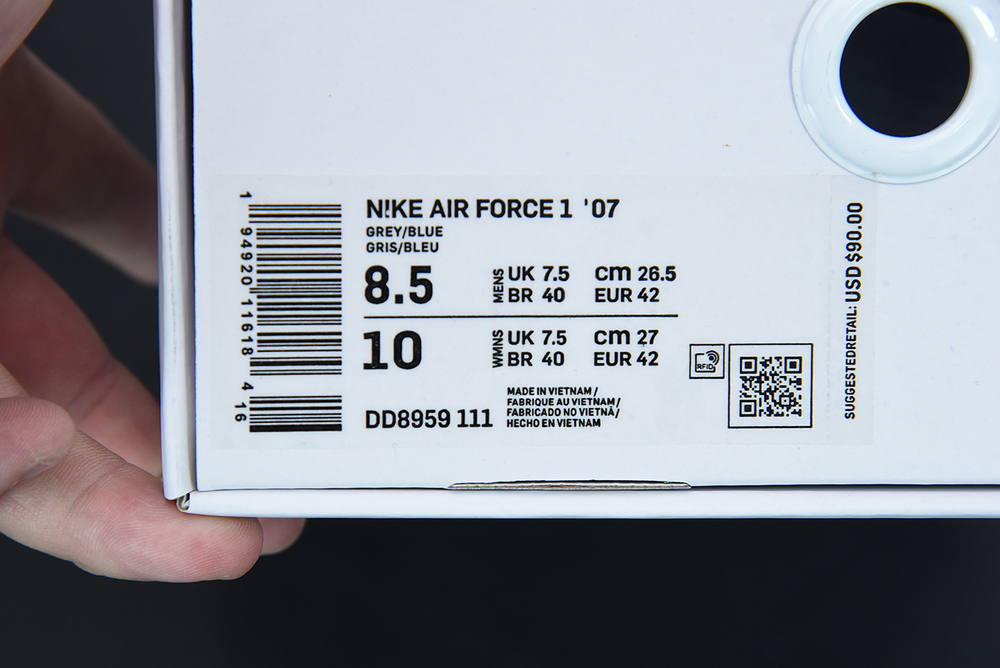 NIKE AIR FORCE 1 '07
GREY/BLUE
GRIS/BLEU
8.5
MENS
UK 7.5 cm 26.5
BR 40 EUR 42
10
WMNS
UK 7.5 cm 27
BR 40 EUR 42
DD8959 111
MADE IN VIETNAM /
FABRIQUE AU VIETNAM/
FABRICADO NO VIETNÃ/
HECHO EN VIETNAM
RFID
1 94920 11618 4 16
SUGGESTEDRETAIL: USD $90.00